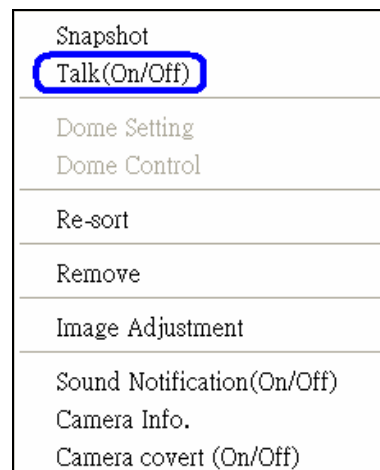 Snapshot
Talk(On/Off)
Dome Setting
Dome Control
Re-sort
Remove
Image Adjustment
Sound Notification(On/Off)
Camera Info.
Camera covert (On/Off)